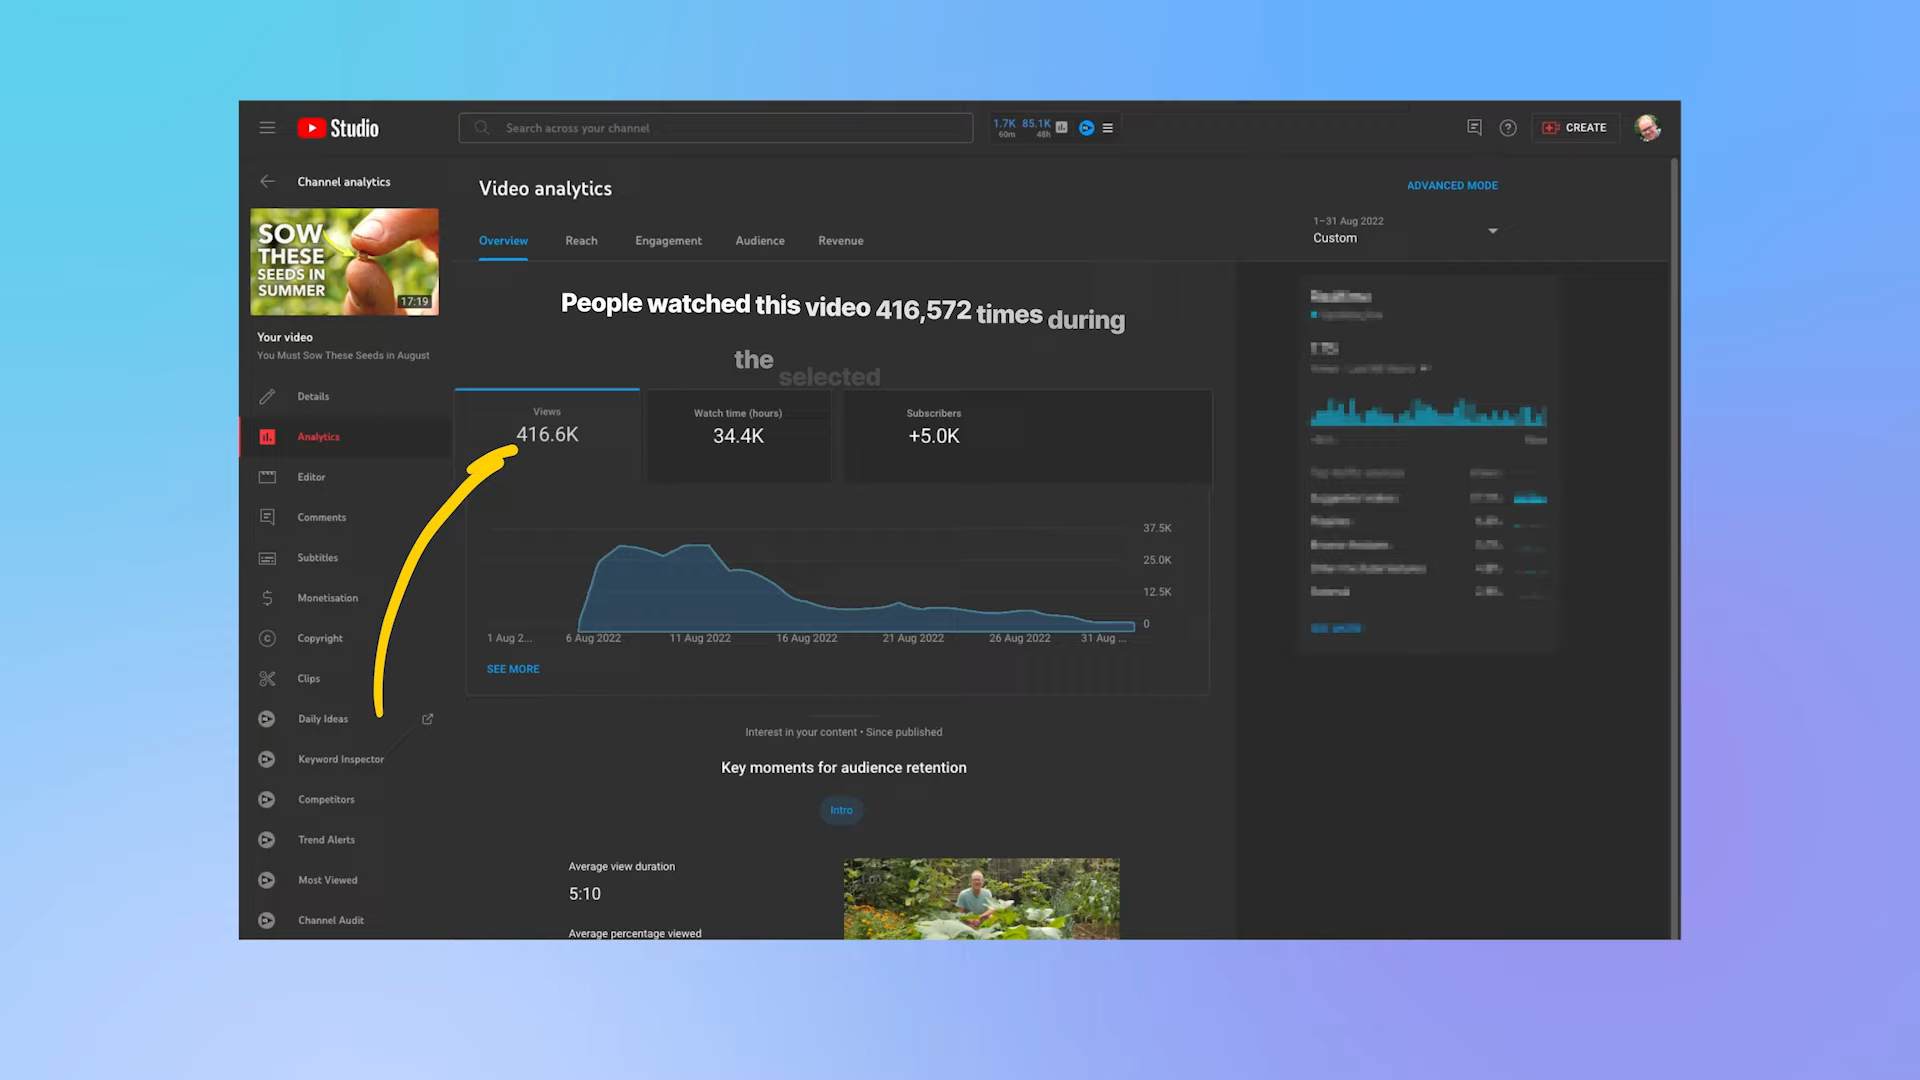 Studio
Search across your channel
1.7K 85.1K
60m 48h
CREATE
Channel analytics
SOW
THESE
SEEDS IN
SUMMER
17:19
Your video
You Must Sow These Seeds in August
Details
Analytics
Editor
Comments
Subtitles
Monetisation
Copyright
Clips
Daily Ideas
Keyword Inspector
Competitors
Trend Alerts
Most Viewed
Channel Audit
Video analytics
ADVANCED MODE
Overview Reach Engagement Audience Revenue
1–31 Aug 2022
Custom
People watched this video 416,572 times during
the selected
Views
416.6K
Watch time (hours)
34.4K
Subscribers
+5.0K
37.5K
25.0K
12.5K
0
1 Aug 2... 6 Aug 2022 11 Aug 2022 16 Aug 2022 21 Aug 2022 26 Aug 2022 31 Aug ...
SEE MORE
Interest in your content • Since published
Key moments for audience retention
Intro
Average view duration
5:10
Average percentage viewed